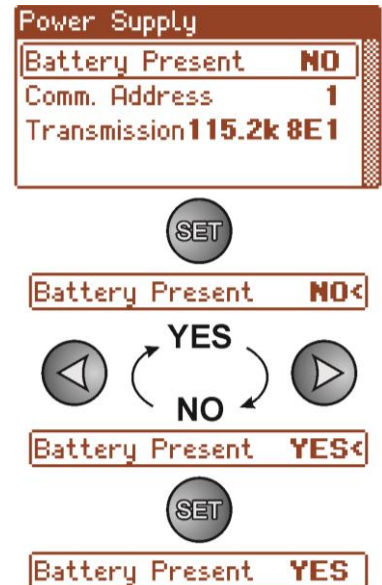 Power Supply
Battery Present NO
Comm. Address 1
Transmission 115.2k 8E1
SET
Battery Present NO<
YES
NO
Battery Present YES<
SET
Battery Present YES